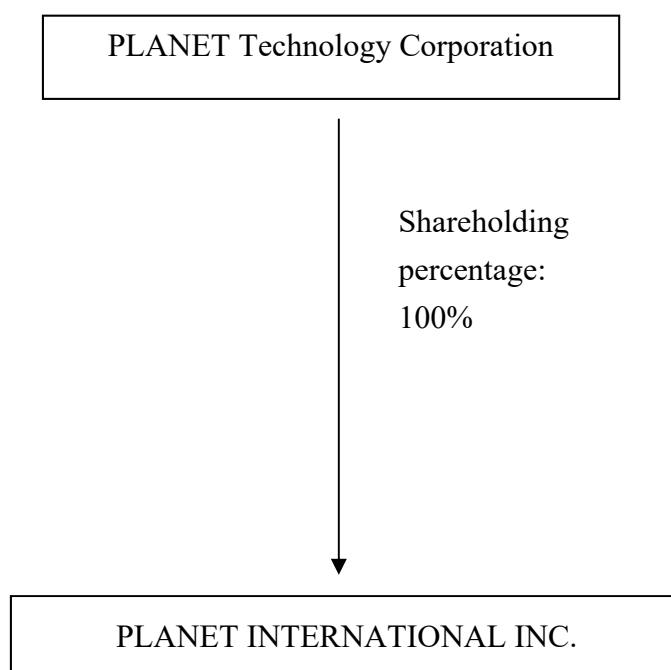 PLANET Technology Corporation
Shareholding
percentage:
100%
PLANET INTERNATIONAL INC.